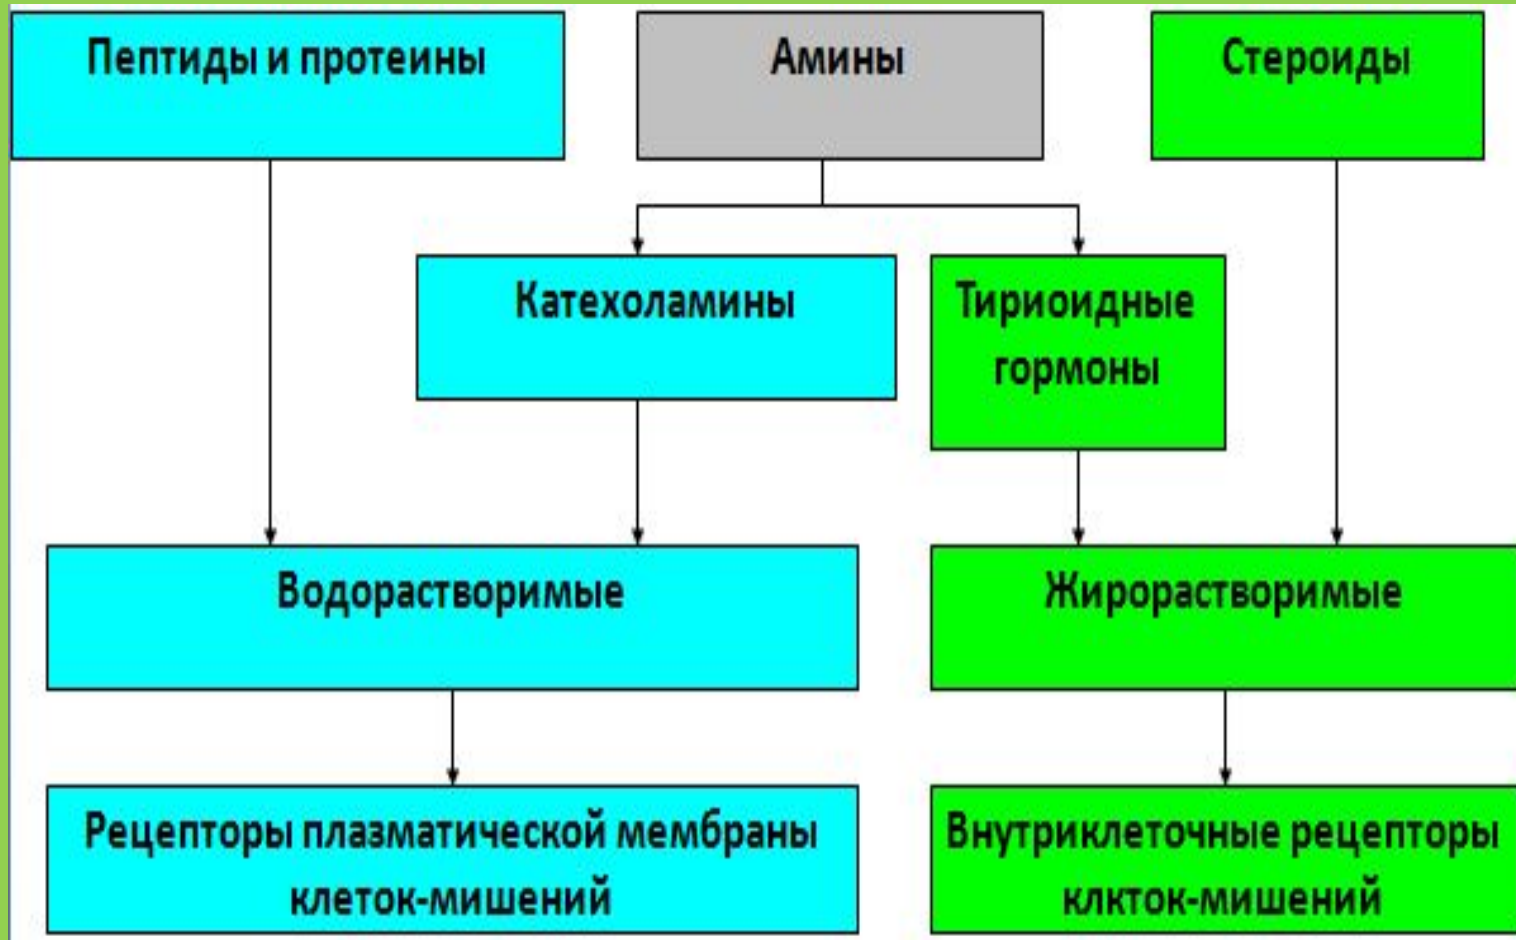 Пептиды и протеины
Амины
Стероиды
Катехоламины
Тириоидные
гормоны
Водорастворимые
Жирорастворимые
Рецепторы плазматической мембраны
клеток-мишений
Внутриклеточные рецепторы
клкток-мишений